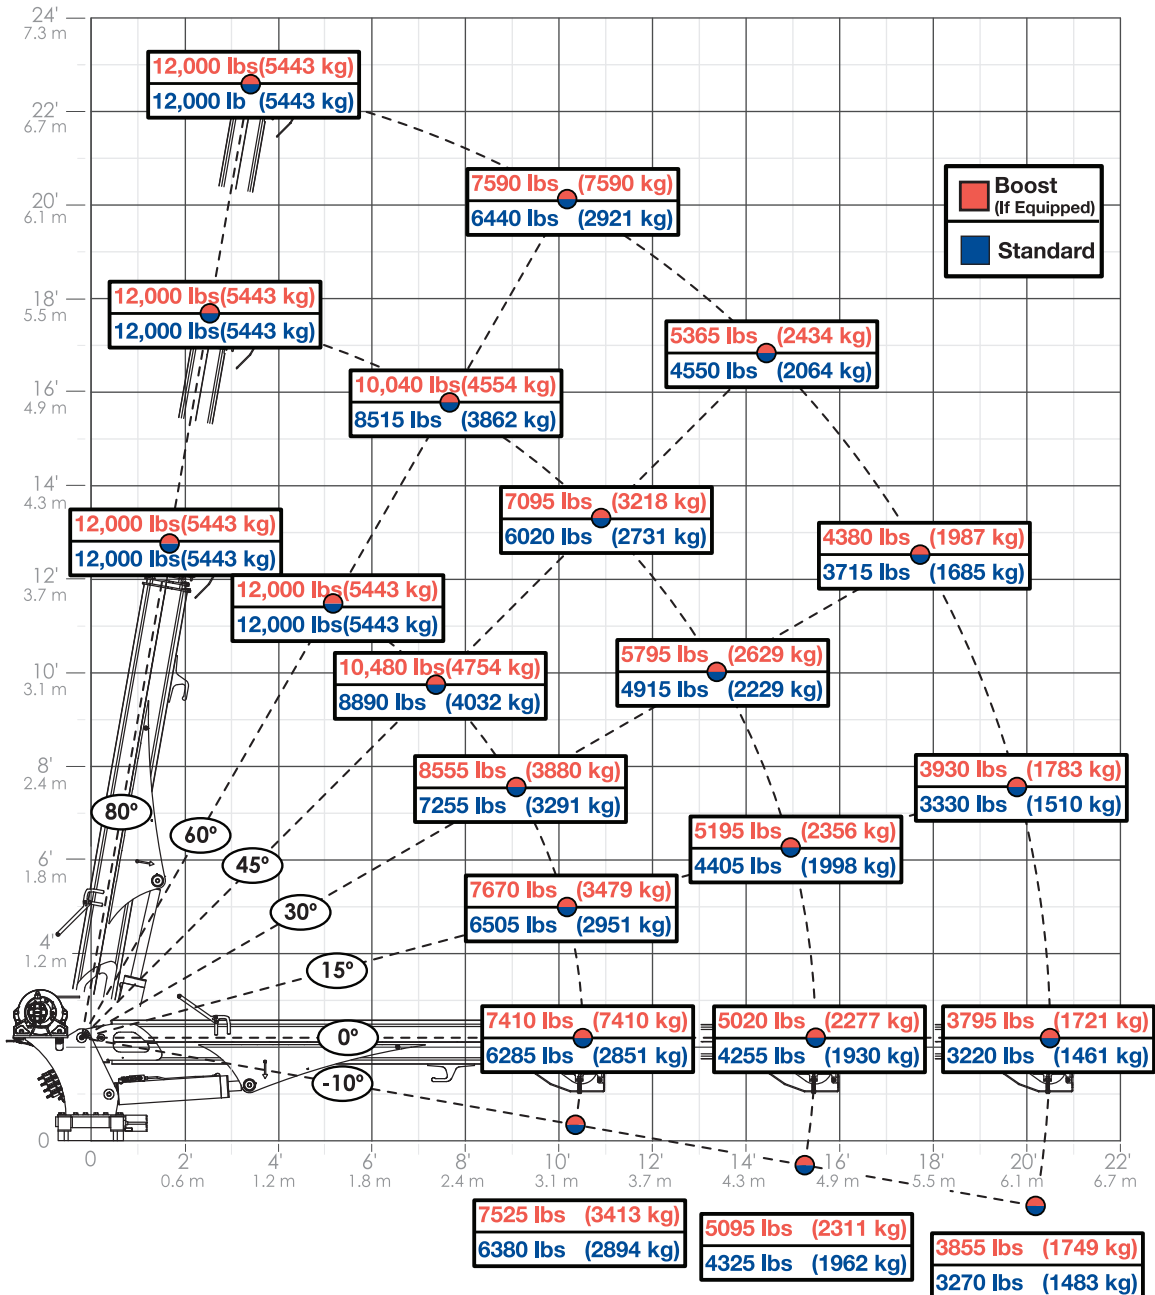 24'
7.3 m
12,000 lbs(5443 kg)
12,000 lb (5443 kg)
22'
6.7 m
7590 lbs (7590 kg)
6440 lbs (2921 kg)
Boost
(If Equipped)
Standard
20'
6.1 m
18'
5.5 m
12,000 lbs(5443 kg)
12,000 lbs(5443 kg)
5365 lbs (2434 kg)
4550 lbs (2064 kg)
16'
4.9 m
10,040 lbs(4554 kg)
8515 lbs (3862 kg)
14'
4.3 m
7095 lbs (3218 kg)
6020 lbs (2731 kg)
12,000 lbs(5443 kg)
12,000 lbs(5443 kg)
4380 lbs (1987 kg)
3715 lbs (1685 kg)
12'
3.7 m
12,000 lbs(5443 kg)
12,000 lbs(5443 kg)
10'
3.1 m
10,480 lbs(4754 kg)
8890 lbs (4032 kg)
5795 lbs (2629 kg)
4915 lbs (2229 kg)
8'
2.4 m
8555 lbs (3880 kg)
7255 lbs (3291 kg)
3930 lbs (1783 kg)
3330 lbs (1510 kg)
80°
60°
45°
6'
1.8 m
5195 lbs (2356 kg)
4405 lbs (1998 kg)
30°
7670 lbs (3479 kg)
6505 lbs (2951 kg)
4'
1.2 m
15°
0°
7410 lbs (7410 kg)
6285 lbs (2851 kg)
5020 lbs (2277 kg)
4255 lbs (1930 kg)
3795 lbs (1721 kg)
3220 lbs (1461 kg)
-10°
0
0
2'
0.6 m
4'
1.2 m
6'
1.8 m
8'
2.4 m
10'
3.1 m
12'
3.7 m
14'
4.3 m
16'
4.9 m
18'
5.5 m
20'
6.1 m
22'
6.7 m
7525 lbs (3413 kg)
6380 lbs (2894 kg)
5095 lbs (2311 kg)
4325 lbs (1962 kg)
3855 lbs (1749 kg)
3270 lbs (1483 kg)